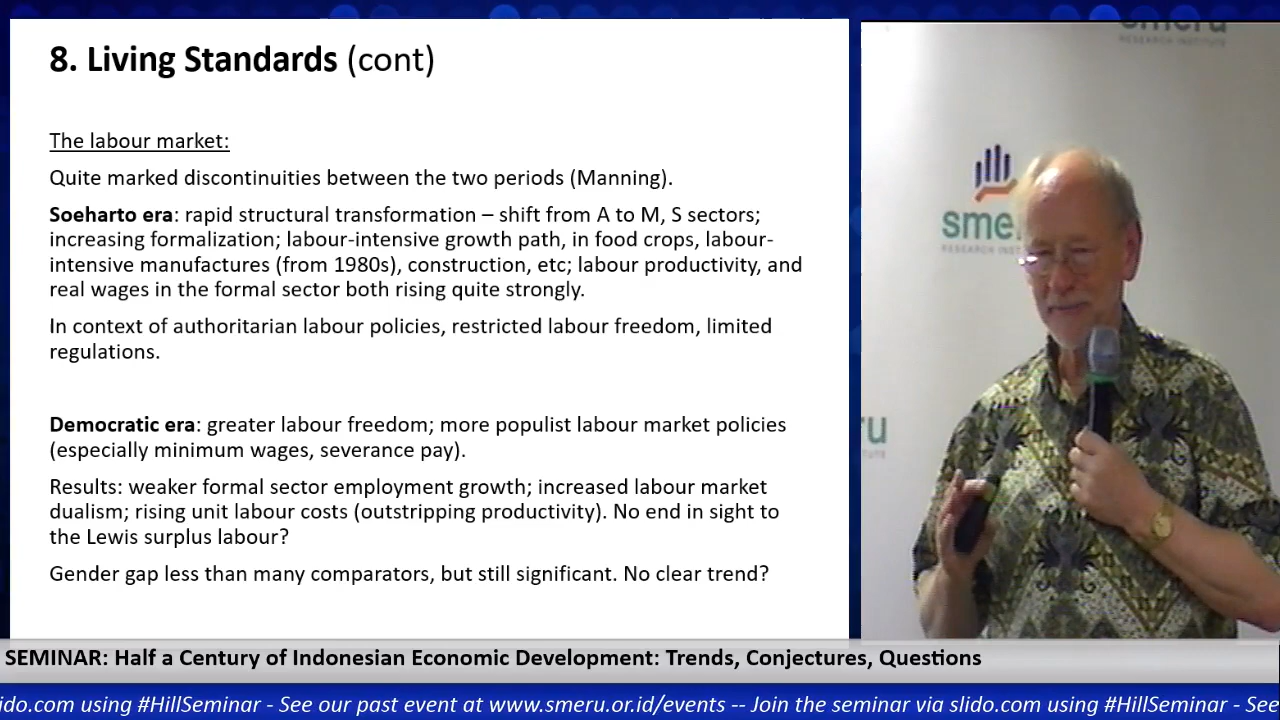 8. Living Standards (cont)
The labour market:
Quite marked discontinuities between the two periods (Manning).
Soeharto era: rapid structural transformation – shift from A to M, S sectors;
increasing formalization; labour-intensive growth path, in food crops, labour-
intensive manufactures (from 1980s), construction, etc; labour productivity, and
real wages in the formal sector both rising quite strongly.
In context of authoritarian labour policies, restricted labour freedom, limited
regulations.
Democratic era: greater labour freedom; more populist labour market policies
(especially minimum wages, severance pay).
Results: weaker formal sector employment growth; increased labour market
dualism; rising unit labour costs (outstripping productivity). No end in sight to
the Lewis surplus labour?
Gender gap less than many comparators, but still significant. No clear trend?
smeru
RESEARCH INSTITUTE
sme
RESEARCH INS
ru
TUTE
SEMINAR: Half a Century of Indonesian Economic Development: Trends, Conjectures, Questions
ido.com using #HillSeminar - See our past event at www.smeru.or.id/events -- Join the seminar via slido.com using #HillSeminar - See